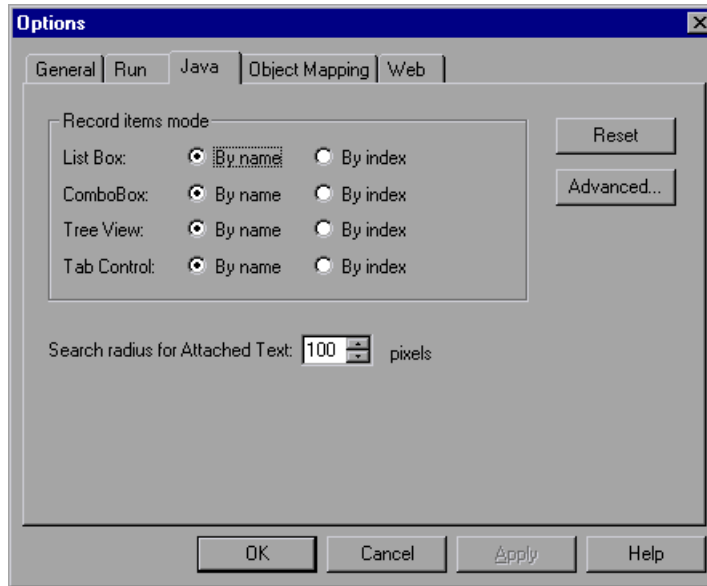 Options
General Run Java Object Mapping Web
Record items mode
List Box: By name By index
ComboBox: By name By index
Tree View: By name By index
Tab Control: By name By index
Reset
Advanced...
Search radius for Attached Text: 100 pixels
OK Cancel Apply Help